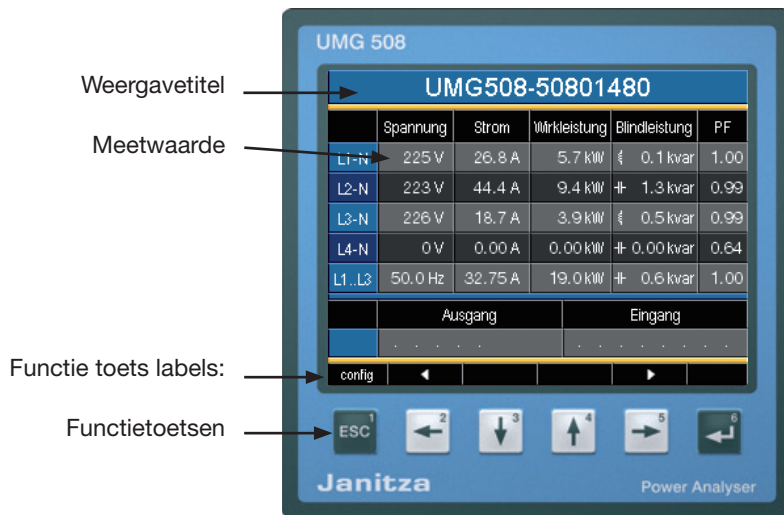 UMG 508
Weergavetitel
UMG508-50801480
Spannung Strom Wirkleistung Blindleistung PF
Meetwaarde
L1-N 225 V 26.8 A 5.7 kW 0.1 kvar 1.00
L2-N 223 V 44.4 A 9.4 kW 1.3 kvar 0.99
L3-N 226 V 18.7 A 3.9 kW 0.5 kvar 0.99
L4-N 0 V 0.00 A 0.00 kW 0.00 kvar 0.64
L1..L3 50.0 Hz 32.75 A 19.0 kW 0.6 kvar 1.00
Ausgang Eingang
Functie toets labels:
config
Functietoetsen
ESC 1 2 3 4 5 6
Janitza Power Analyser